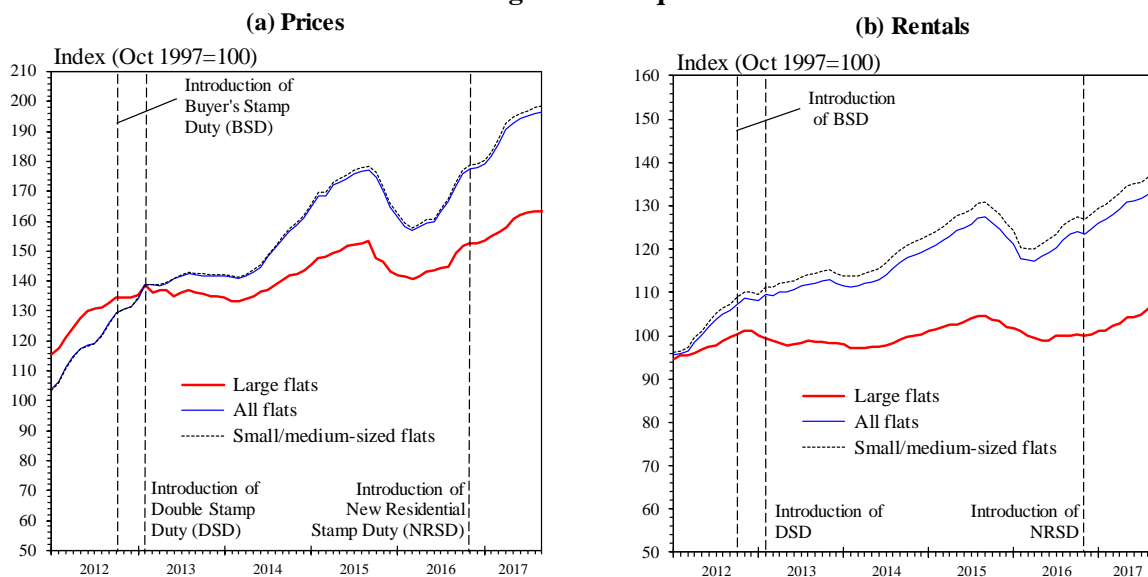 (a) Prices
Index (Oct 1997=100)
210
200
190
180
170
160
150
140
130
120
110
100
90
80
70
60
50
Introduction of
Buyer's Stamp
Duty (BSD)
Large flats
All flats
Small/medium-sized flats
Introduction of
Double Stamp
Duty (DSD)
Introduction of
New Residential
Stamp Duty (NRSD)
2012 2013 2014 2015 2016 2017
(b) Rentals
Index (Oct 1997=100)
160
150
140
130
120
110
100
90
80
70
60
50
Introduction
of BSD
Large flats
All flats
Small/medium-sized flats
Introduction of
DSD
Introduction of
NRSD
2012 2013 2014 2015 2016 2017